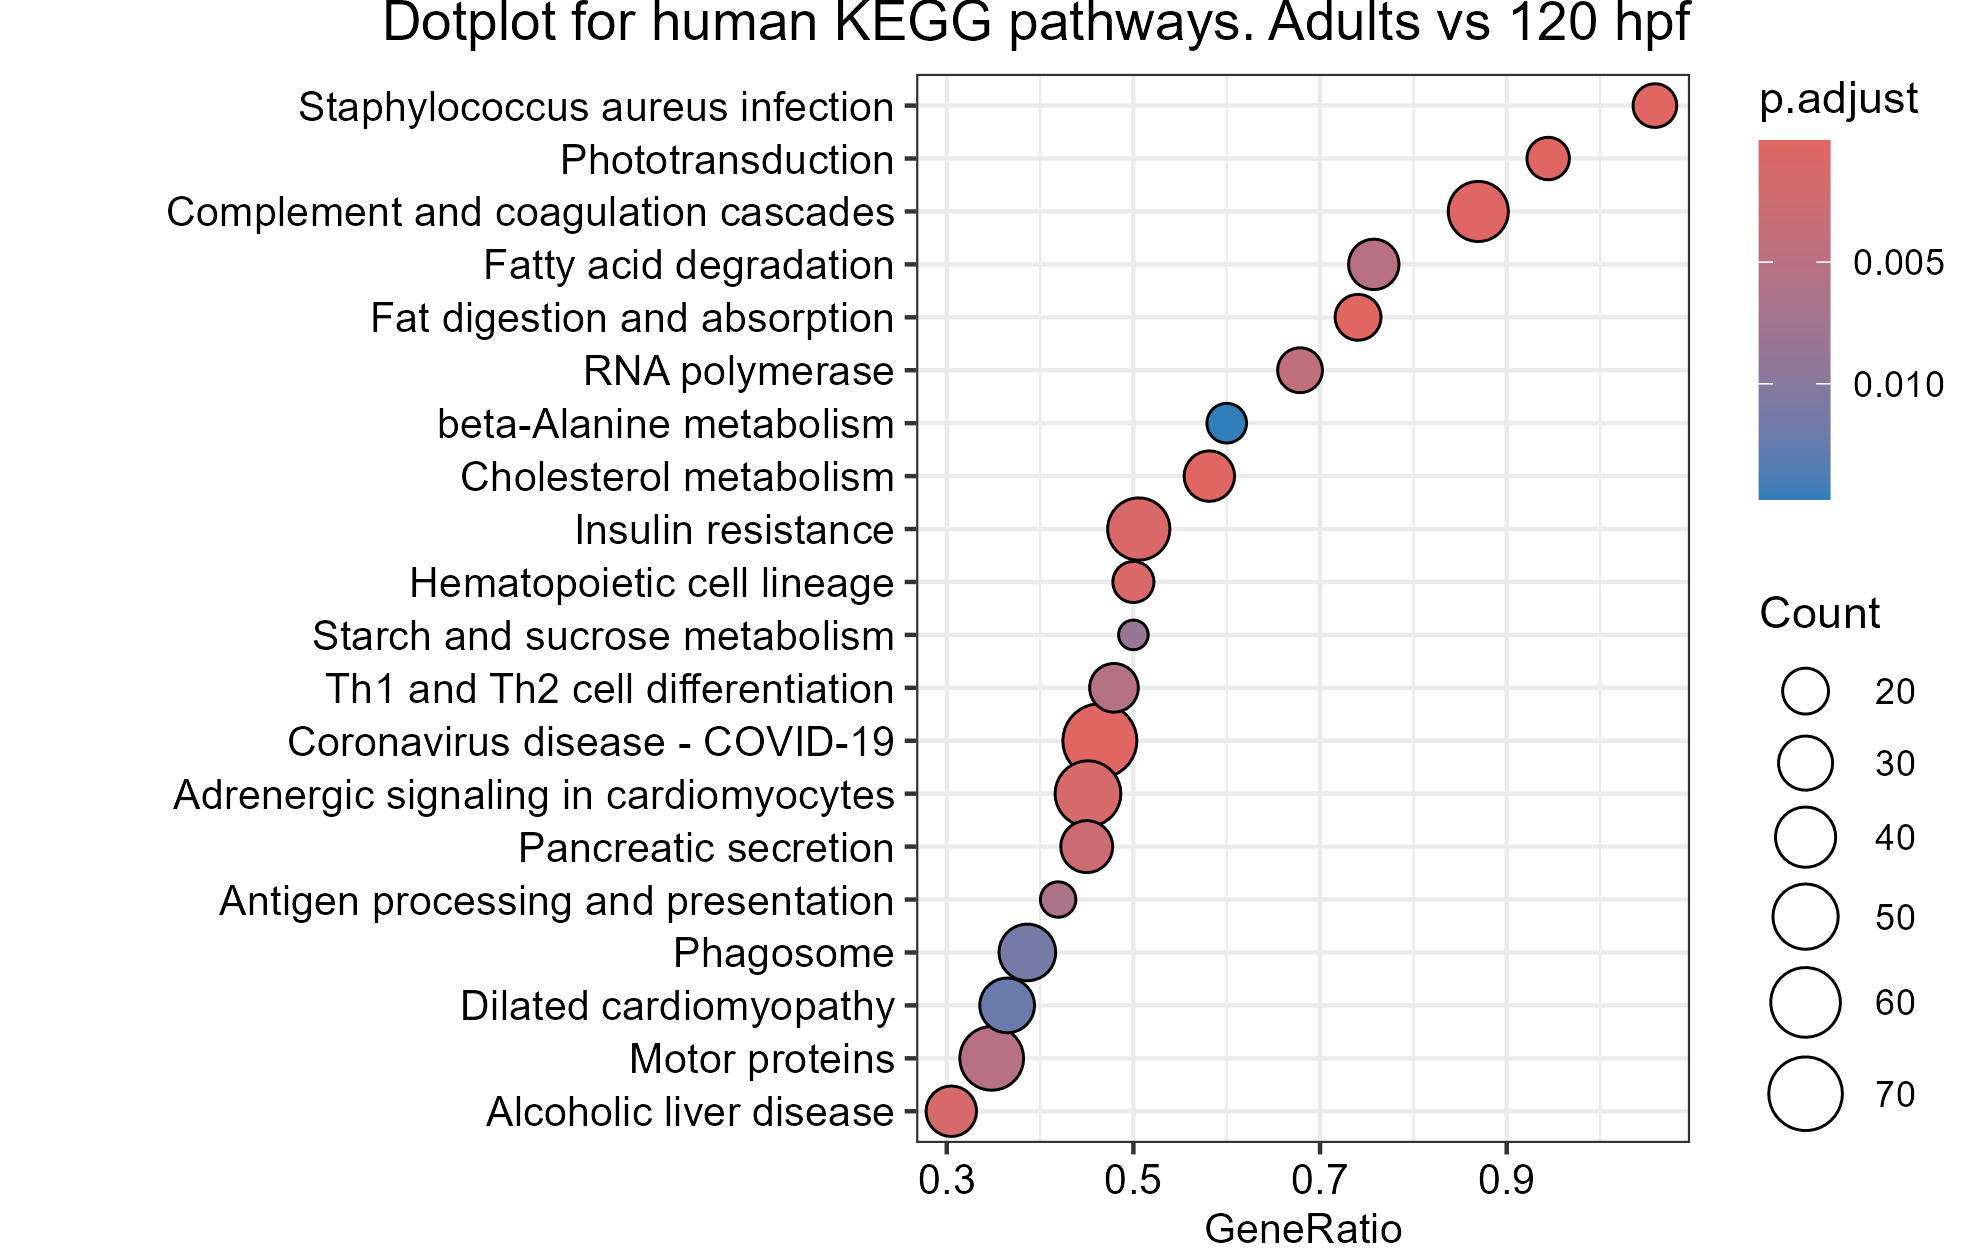 Dotplot for human KEGG pathways. Adults vs 120 hpf
Staphylococcus aureus infection
Phototransduction
Complement and coagulation cascades
Fatty acid degradation
Fat digestion and absorption
RNA polymerase
beta-Alanine metabolism
Cholesterol metabolism
Insulin resistance
Hematopoietic cell lineage
Starch and sucrose metabolism
Th1 and Th2 cell differentiation
Coronavirus disease - COVID-19
Adrenergic signaling in cardiomyocytes
Pancreatic secretion
Antigen processing and presentation
Phagosome
Dilated cardiomyopathy
Motor proteins
Alcoholic liver disease
0.3 0.5 0.7 0.9
GeneRatio
p.adjust
0.005
0.010
Count
20
30
40
50
60
70